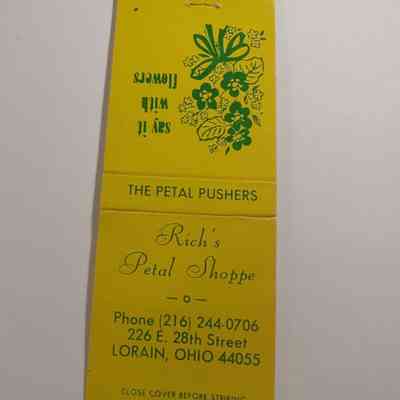 say it
with
flowers
THE PETAL PUSHERS
Rich's
Petal Shoppe
Phone (216) 244-0706
226 E. 28th Street
LORAIN, OHIO 44055
CLOSE COVER BEFORE STRIKING